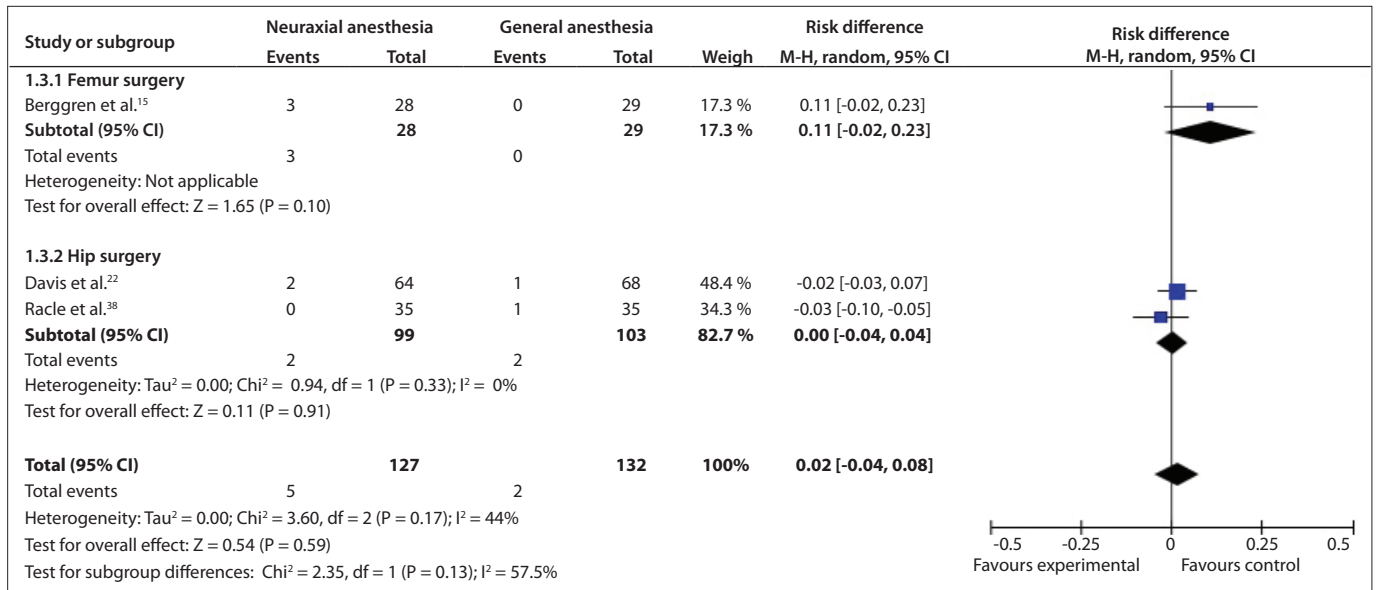 Study or subgroup Neuraxial anesthesia General anesthesia Risk difference Risk difference
Events Total Events Total Weigh M-H, random, 95% CI M-H, random, 95% CI
1.3.1 Femur surgery
Berggren et al.¹⁵ 3 28 0 29 17.3 % 0.11 [-0.02, 0.23]
Subtotal (95% CI) 28 29 17.3 % 0.11 [-0.02, 0.23]
Total events 3 0
Heterogeneity: Not applicable
Test for overall effect: Z = 1.65 (P = 0.10)
1.3.2 Hip surgery
Davis et al.²² 2 64 1 68 48.4 % -0.02 [-0.03, 0.07]
Racle et al.³⁸ 0 35 1 35 34.3 % -0.03 [-0.10, -0.05]
Subtotal (95% CI) 99 103 82.7 % 0.00 [-0.04, 0.04]
Total events 2 2
Heterogeneity: Tau² = 0.00; Chi² = 0.94, df = 1 (P = 0.33); I² = 0%
Test for overall effect: Z = 0.11 (P = 0.91)
Total (95% CI) 127 132 100% 0.02 [-0.04, 0.08]
Total events 5 2
Heterogeneity: Tau² = 0.00; Chi² = 3.60, df = 2 (P = 0.17); I² = 44%
Test for overall effect: Z = 0.54 (P = 0.59)
Test for subgroup differences: Chi² = 2.35, df = 1 (P = 0.13); I² = 57.5%
-0.5 -0.25 0 0.25 0.5
Favours experimental Favours control